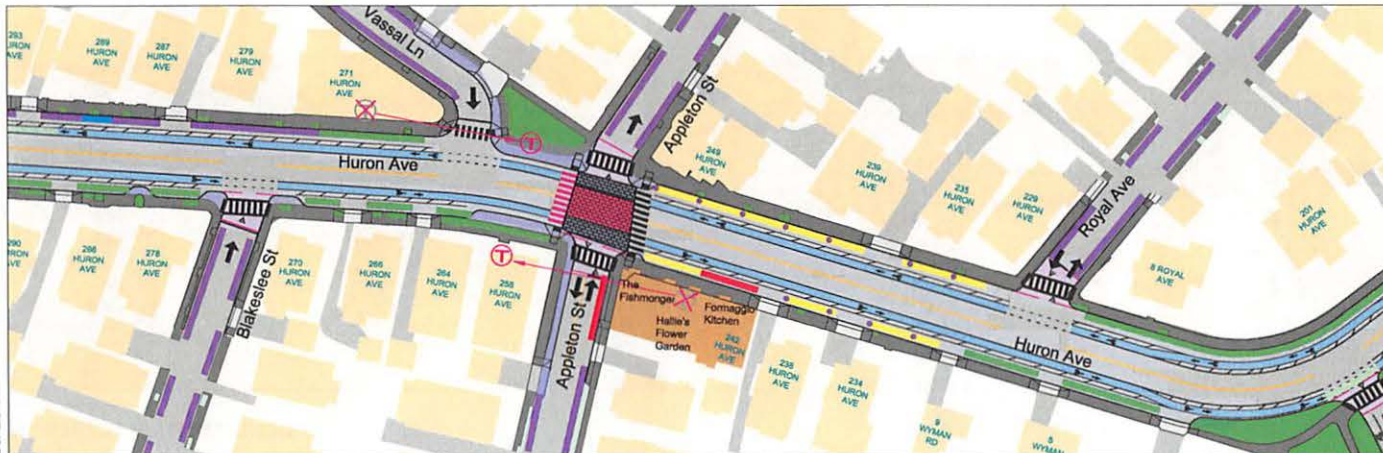 Vassal Ln
293
HURON
AVE
289
HURON
AVE
287
HURON
AVE
279
HURON
AVE
271
HURON
AVE
T
Huron Ave
Appleton St
249
HURON
AVE
239
HURON
AVE
235
HURON
AVE
229
HURON
AVE
Royal Ave
201
HURON
AVE
8 ROYAL
AVE
290
HURON
AVE
286
HURON
AVE
278
HURON
AVE
Blakeslee St
270
HURON
AVE
266
HURON
AVE
264
HURON
AVE
258
HURON
AVE
T
Appleton St
The
Fishmonger
Hallie's
Flower
Garden
Formaggio
Kitchen
242
HURON
AVE
238
HURON
AVE
234
HURON
AVE
Huron Ave
9
WYMAN
RD
5
WYMAN
RD